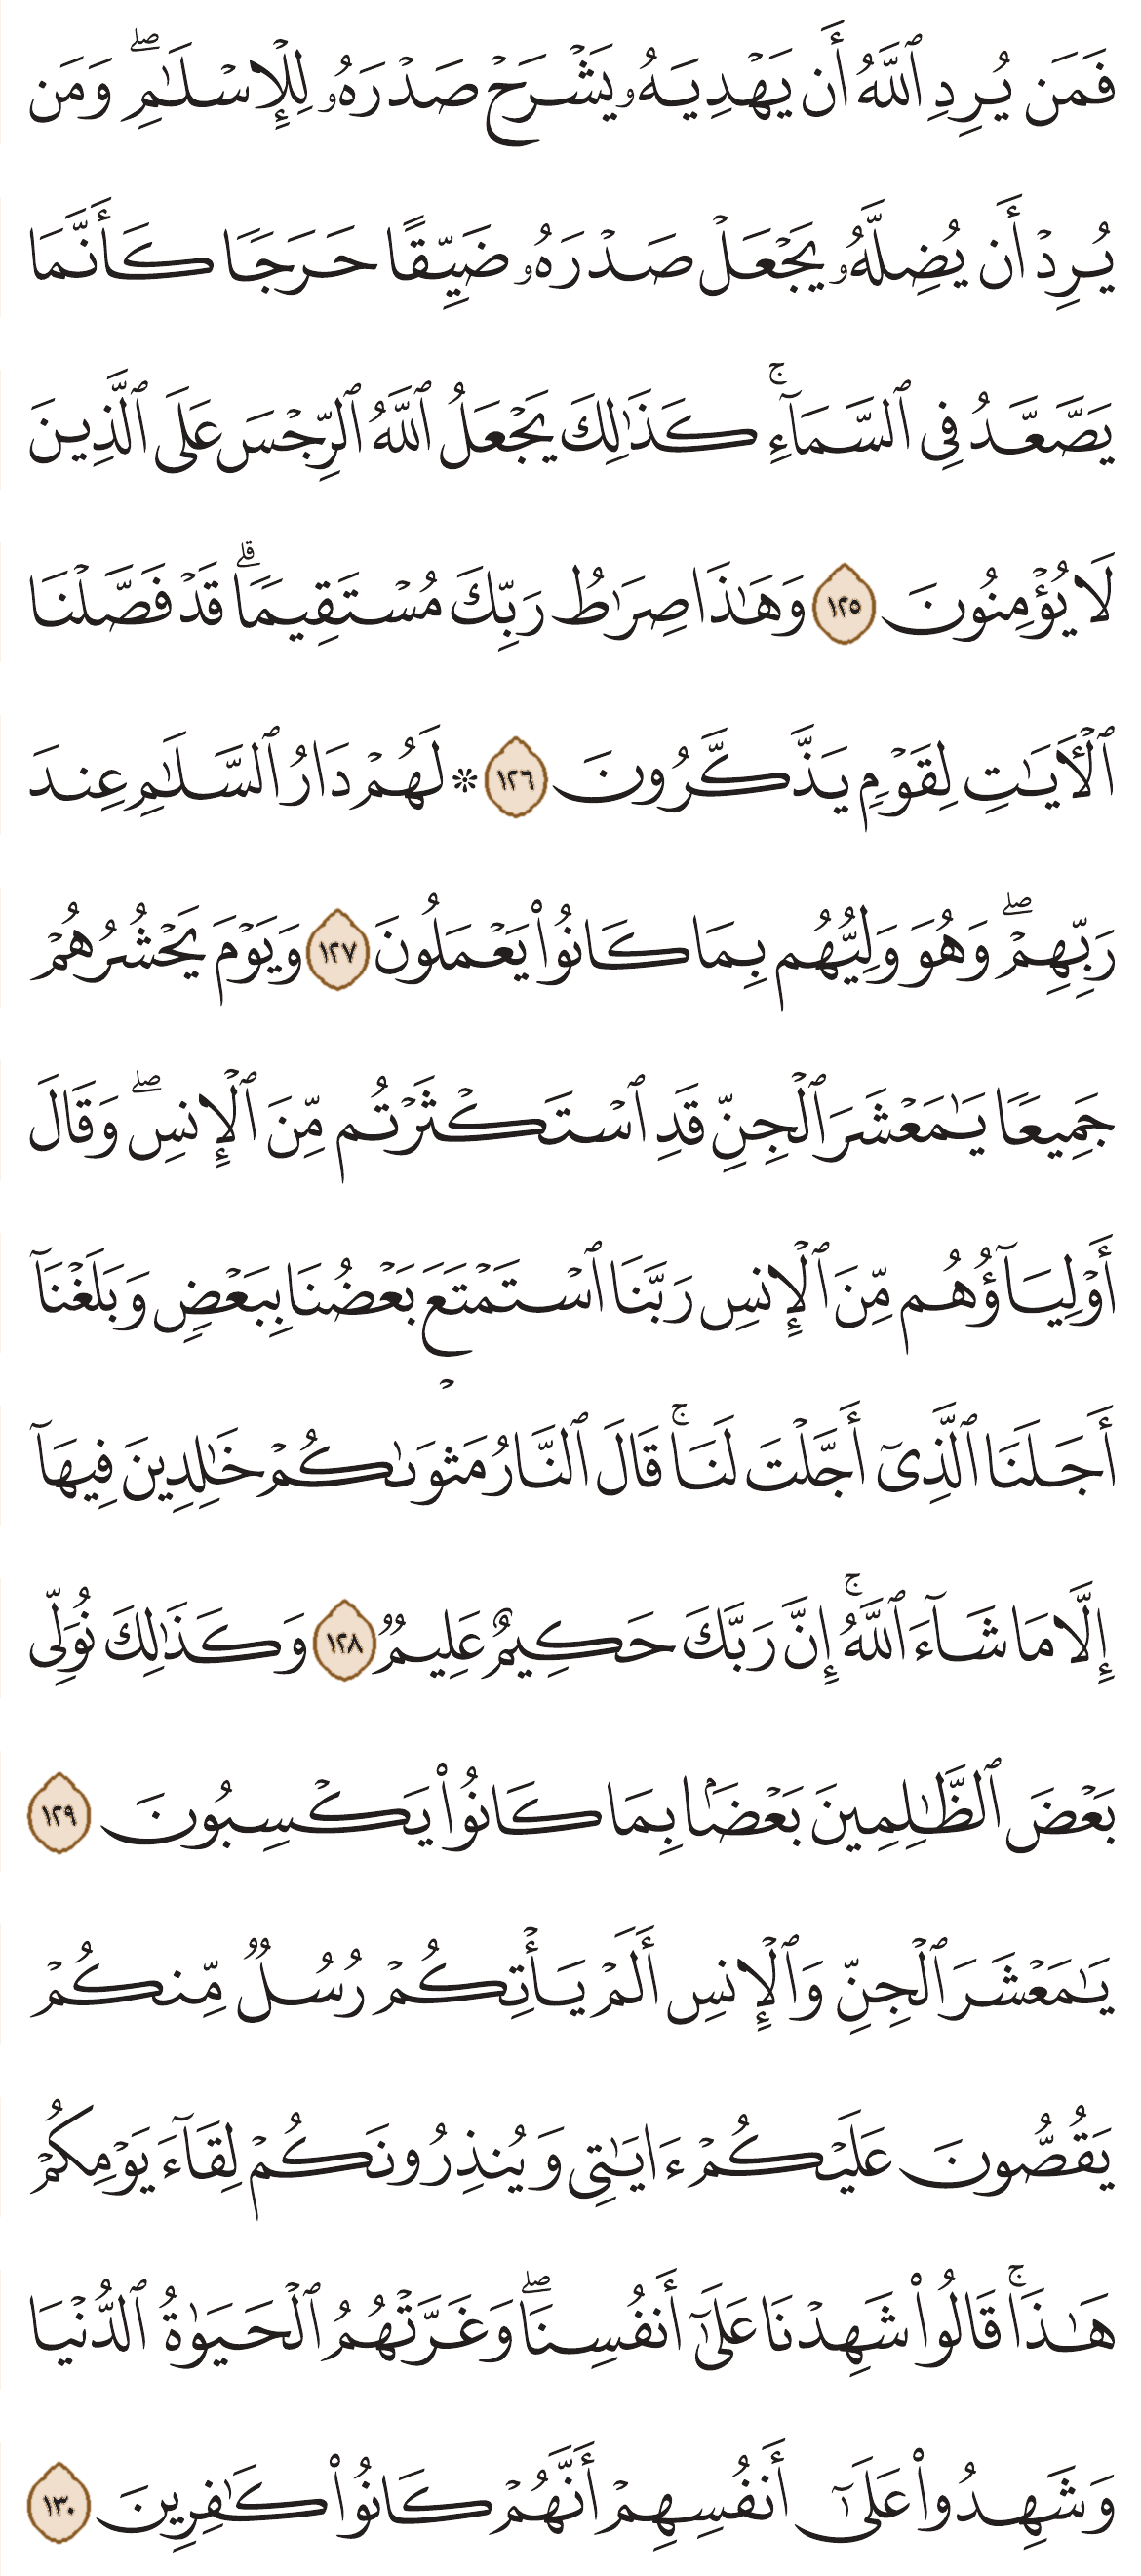 فَمَن يُرِدِ ٱللَّهُ أَن يَهۡدِيَهُۥ يَشۡرَحۡ صَدۡرَهُۥ لِلۡإِسۡلَٰمِۖ وَمَن
يُرِدۡ أَن يُضِلَّهُۥ يَجۡعَلۡ صَدۡرَهُۥ ضَيِّقًا حَرَجٗا كَأَنَّمَا
يَصَّعَّدُ فِي ٱلسَّمَآءِۚ كَذَٰلِكَ يَجۡعَلُ ٱللَّهُ ٱلرِّجۡسَ عَلَى ٱلَّذِينَ
لَا يُؤۡمِنُونَ ١٢٥ وَهَٰذَا صِرَٰطُ رَبِّكَ مُسۡتَقِيمٗاۗ قَدۡ فَصَّلۡنَا
ٱلۡأٓيَٰتِ لِقَوۡمٖ يَذَّكَّرُونَ ١٢٦ ۞ لَهُمۡ دَارُ ٱلسَّلَٰمِ عِندَ
رَبِّهِمۡۖ وَهُوَ وَلِيُّهُم بِمَا كَانُواْ يَعۡمَلُونَ ١٢٧ وَيَوۡمَ يَحۡشُرُهُمۡ
جَمِيعٗا يَٰمَعۡشَرَ ٱلۡجِنِّ قَدِ ٱسۡتَكۡثَرۡتُم مِّنَ ٱلۡإِنسِۖ وَقَالَ
أَوۡلِيَآؤُهُم مِّنَ ٱلۡإِنسِ رَبَّنَا ٱسۡتَمۡتَعَ بَعۡضُنَا بِبَعۡضٖ وَبَلَغۡنَآ
أَجَلَنَا ٱلَّذِيٓ أَجَّلۡتَ لَنَاۚ قَالَ ٱلنَّارُ مَثۡوَىٰكُمۡ خَٰلِدِينَ فِيهَآ
إِلَّا مَا شَآءَ ٱللَّهُۚ إِنَّ رَبَّكَ حَكِيمٌ عَلِيمٞ ١٢٨ وَكَذَٰلِكَ نُوَلِّي
بَعۡضَ ٱلظَّٰلِمِينَ بَعۡضَۢا بِمَا كَانُواْ يَكۡسِبُونَ ١٢٩
يَٰمَعۡشَرَ ٱلۡجِنِّ وَٱلۡإِنسِ أَلَمۡ يَأۡتِكُمۡ رُسُلٞ مِّنكُمۡ
يَقُصُّونَ عَلَيۡكُمۡ ءَايَٰتِي وَيُنذِرُونَكُمۡ لِقَآءَ يَوۡمِكُمۡ
هَٰذَاۚ قَالُواْ شَهِدۡنَا عَلَىٰٓ أَنفُسِنَاۖ وَغَرَّتۡهُمُ ٱلۡحَيَوٰةُ ٱلدُّنۡيَا
وَشَهِدُواْ عَلَىٰٓ أَنفُسِهِمۡ أَنَّهُمۡ كَانُواْ كَٰفِرِينَ ١٣٠